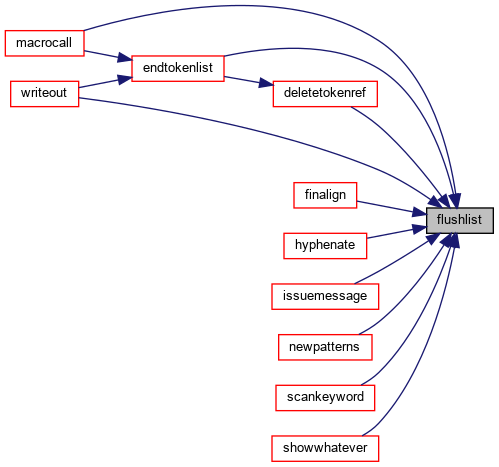 macrocall
endtokenlist
writeout
deletetokenref
finalign
flushlist
hyphenate
issuemessage
newpatterns
scankeyword
showwhatever